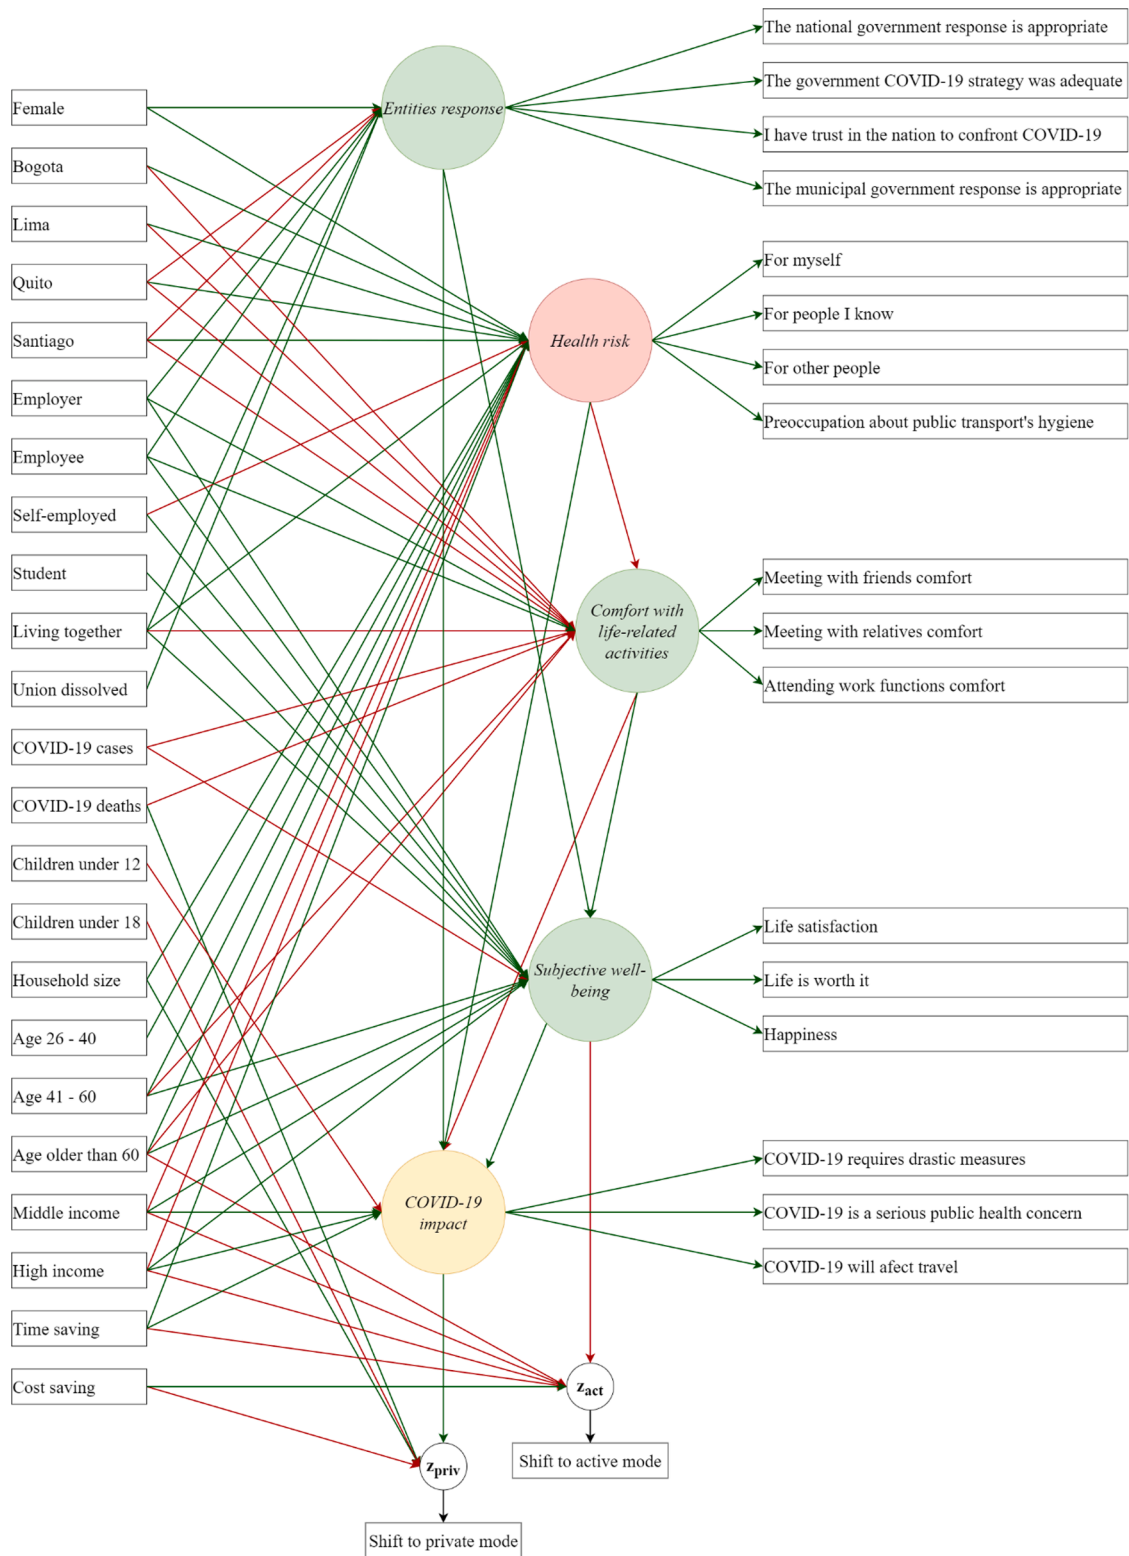 Female
Bogota
Lima
Quito
Santiago
Employer
Employee
Self-employed
Student
Living together
Union dissolved
COVID-19 cases
COVID-19 deaths
Children under 12
Children under 18
Household size
Age 26 - 40
Age 41 - 60
Age older than 60
Middle income
High income
Time saving
Cost saving
Entities response
Health risk
Comfort with
life-related
activities
Subjective well-
being
COVID-19
impact
z_act
Shift to active mode
z_priv
Shift to private mode
The national government response is appropriate
The government COVID-19 strategy was adequate
I have trust in the nation to confront COVID-19
The municipal government response is appropriate
For myself
For people I know
For other people
Preoccupation about public transport's hygiene
Meeting with friends comfort
Meeting with relatives comfort
Attending work functions comfort
Life satisfaction
Life is worth it
Happiness
COVID-19 requires drastic measures
COVID-19 is a serious public health concern
COVID-19 will afect travel